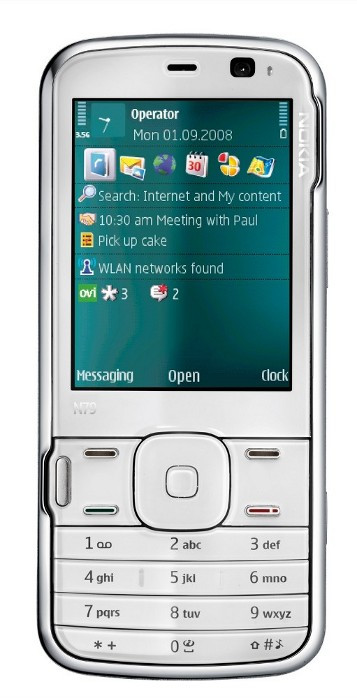 3.5G
Operator
Mon 01.09.2008
30
Search: Internet and My content
10:30 am Meeting with Paul
Pick up cake
WLAN networks found
ovi 3 2
Messaging Open Clock
NOKIA
N79
1 2 abc 3 def
4 ghi 5 jkl 6 mno
7 pqrs 8 tuv 9 wxyz
* + 0 #